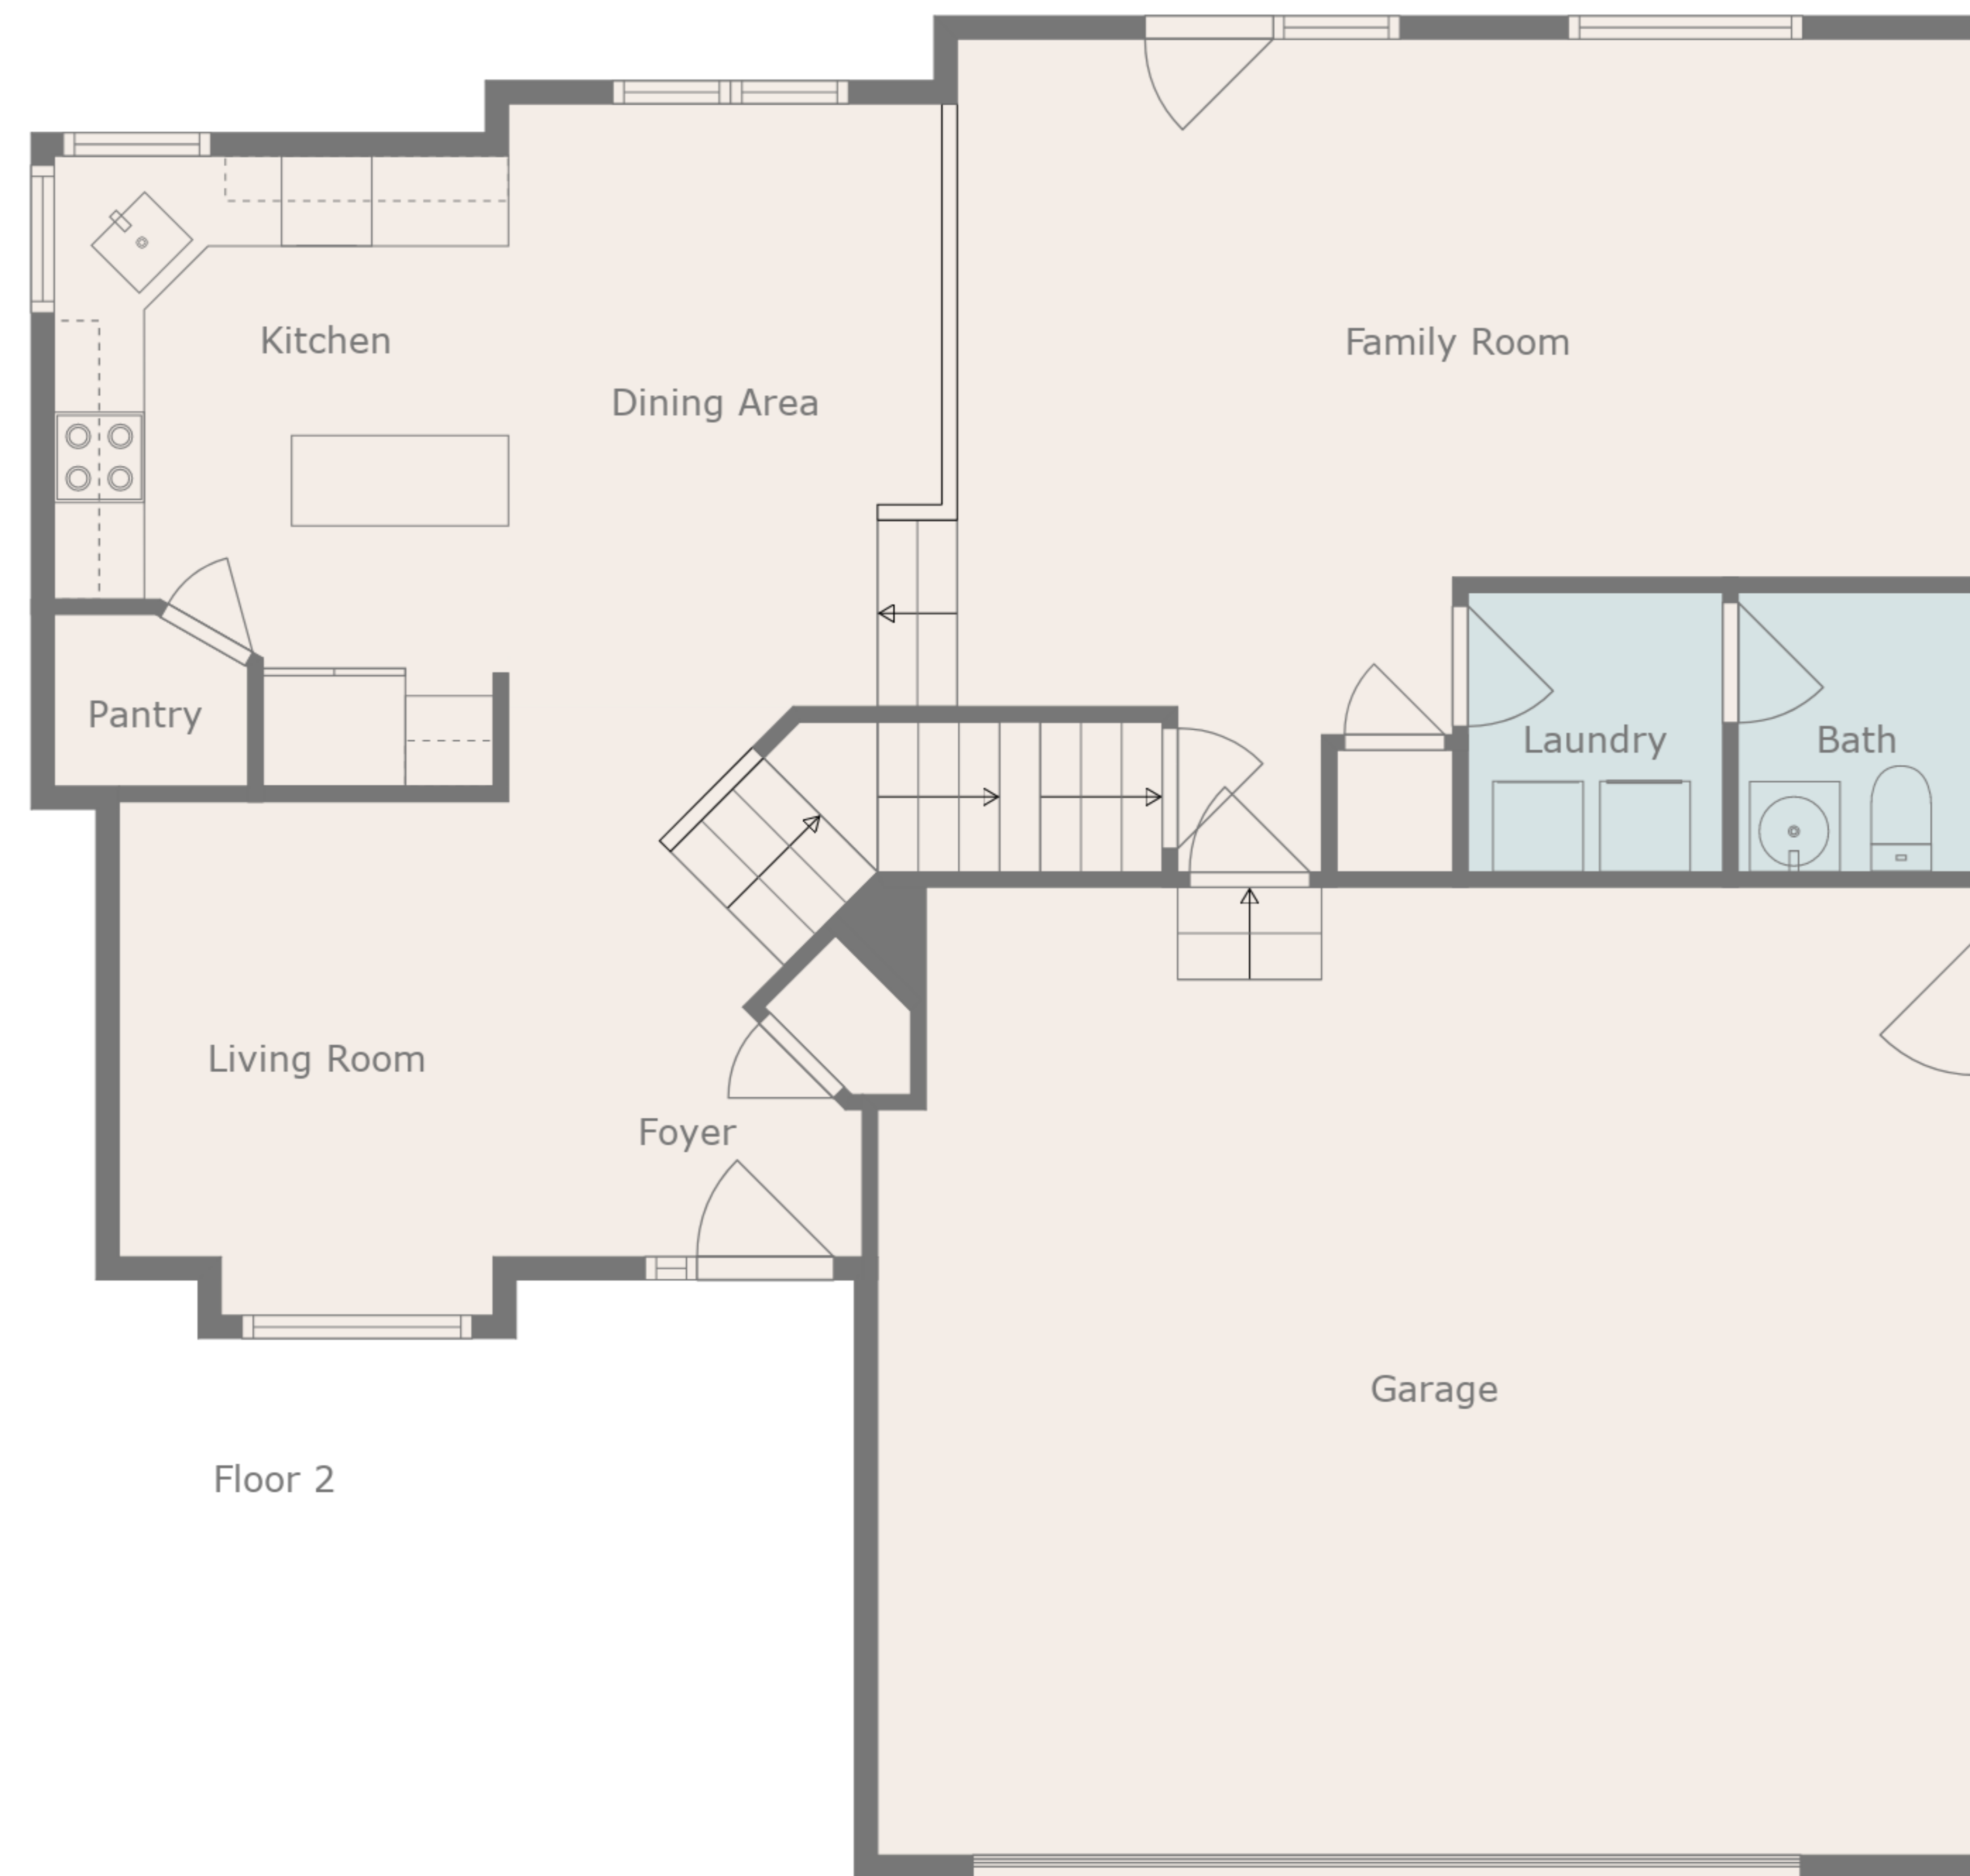 Kitchen
Family Room
Dining Area
Pantry
Laundry
Bath
Living Room
Foyer
Garage
Floor 2